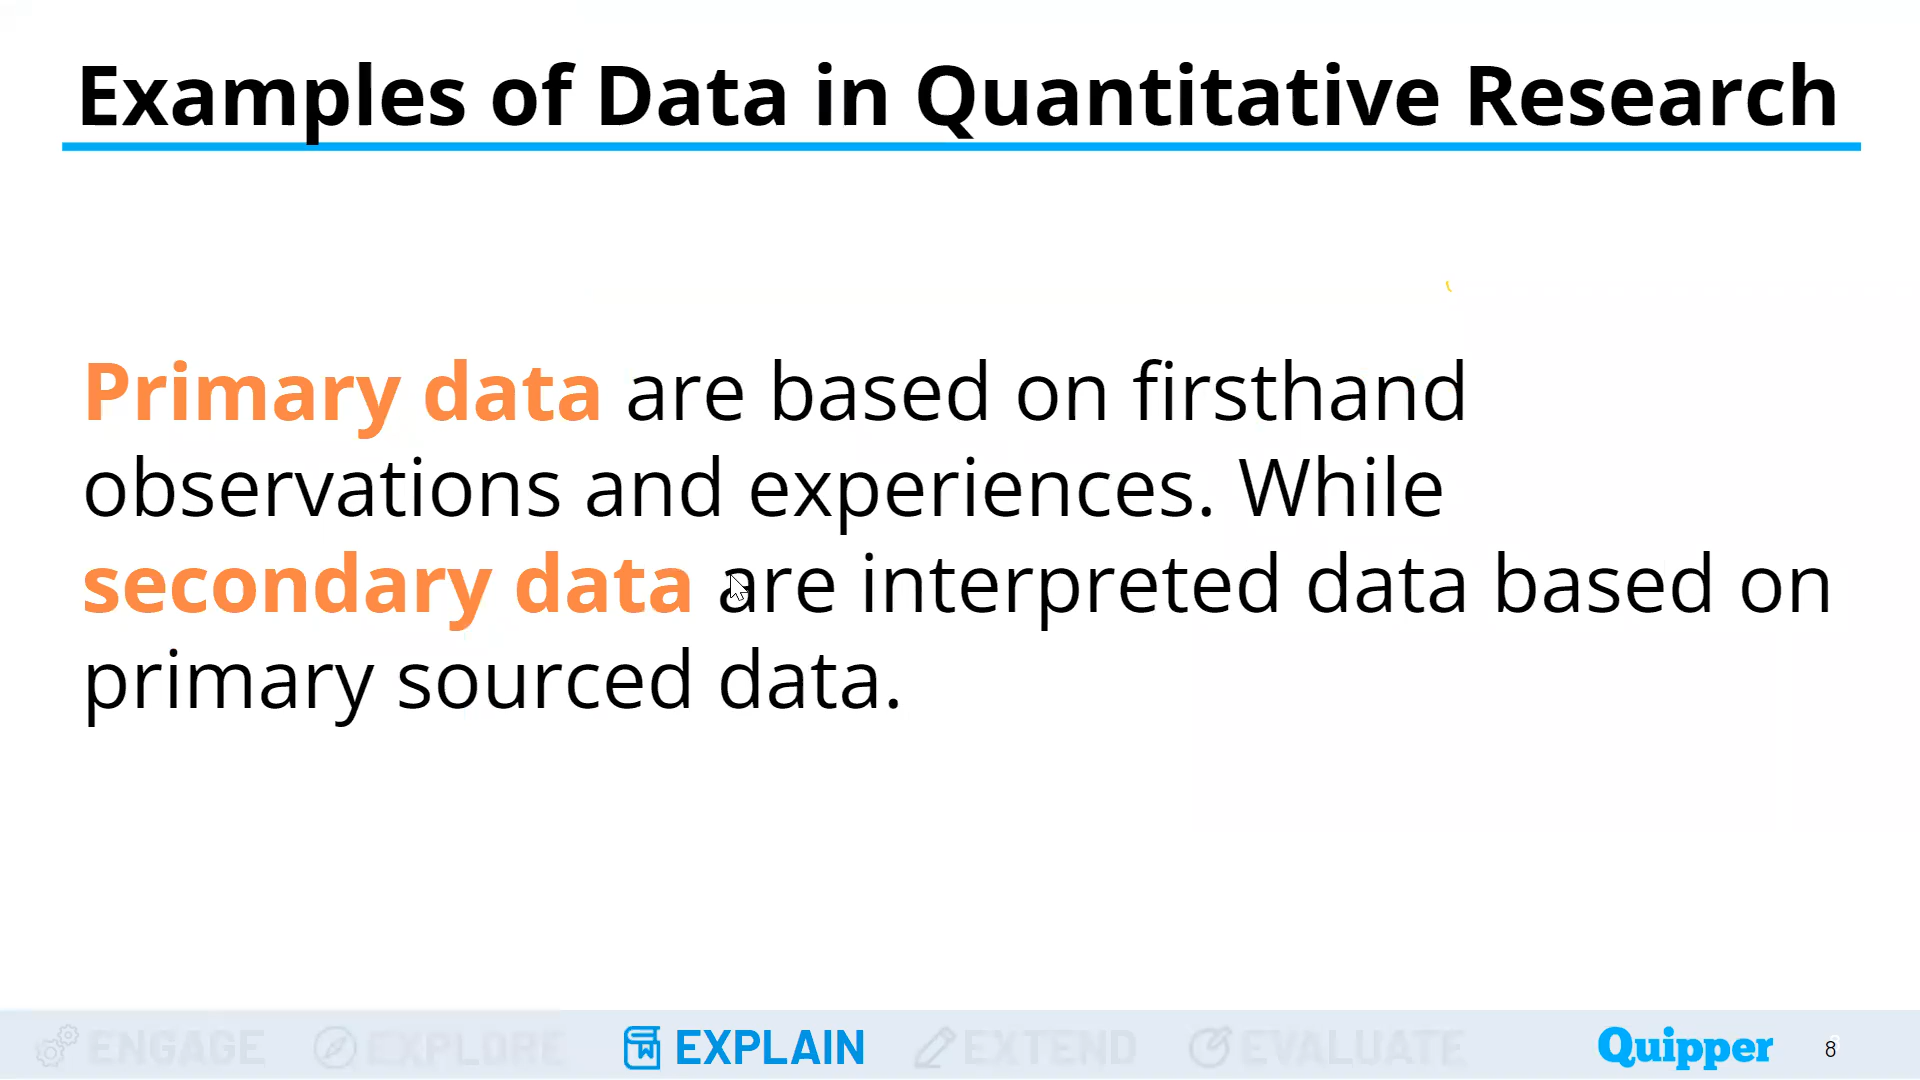 Examples of Data in Quantitative Research
Primary data are based on firsthand
observations and experiences. While
secondary data are interpreted data based on
primary sourced data.
ENGAGE EXPLORE EXPLAIN EXTEND EVALUATE Quipper 8